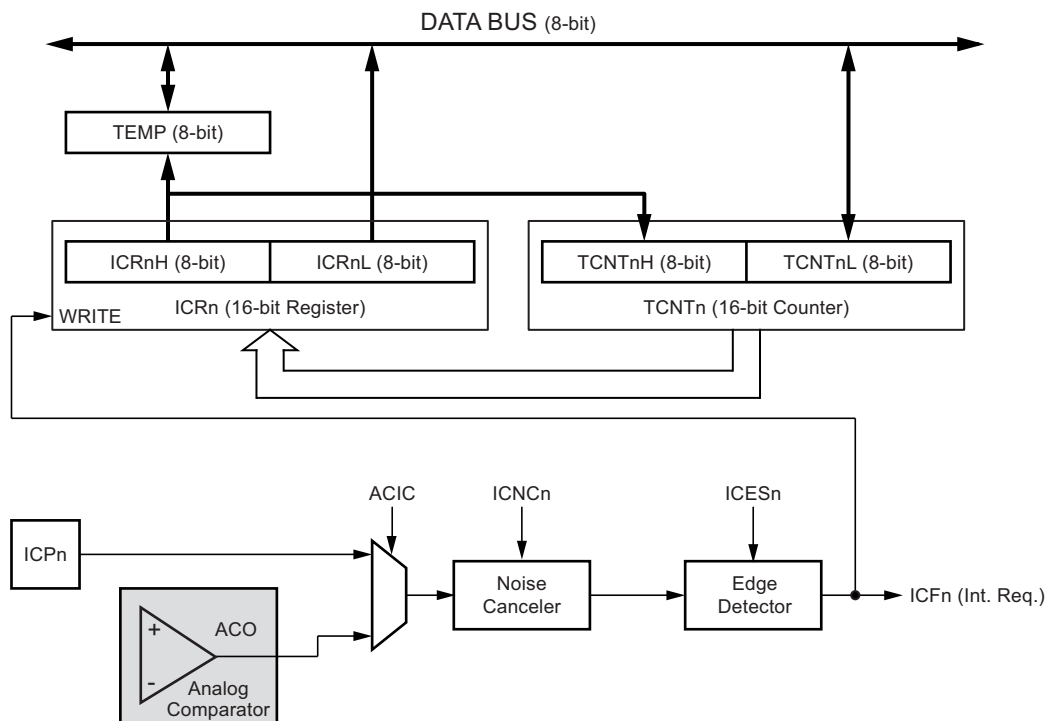 DATA BUS (8-bit)
TEMP (8-bit)
ICRnH (8-bit)
ICRnL (8-bit)
TCNTnH (8-bit)
TCNTnL (8-bit)
WRITE
ICRn (16-bit Register)
TCNTn (16-bit Counter)
ACIC
ICNCn
ICESn
ICPn
Noise
Canceler
Edge
Detector
ICFn (Int. Req.)
+
ACO
-
Analog
Comparator